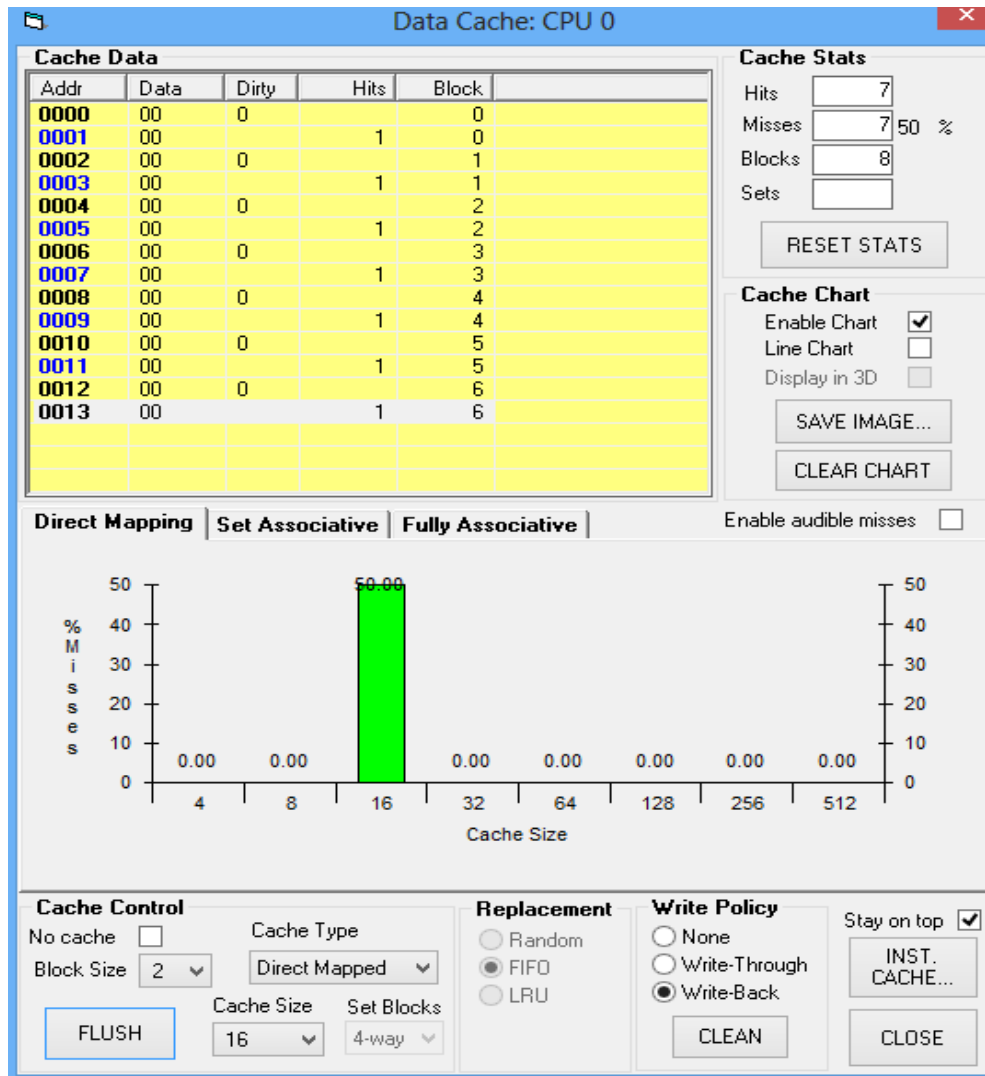 Data Cache: CPU 0
Cache Data
Addr Data Dirty Hits Block
0000 00 0 0
0001 00 1 0
0002 00 0 1
0003 00 1 1
0004 00 0 2
0005 00 1 2
0006 00 0 3
0007 00 1 3
0008 00 0 4
0009 00 1 4
0010 00 0 5
0011 00 1 5
0012 00 0 6
0013 00 1 6
Cache Stats
Hits 7
Misses 7 50 %
Blocks 8
Sets
RESET STATS
Cache Chart
Enable Chart
Line Chart
Display in 3D
SAVE IMAGE...
CLEAR CHART
Enable audible misses
Direct Mapping Set Associative Fully Associative
% Misses
50 50.00 50
40 40
30 30
20 20
10 10
0.00 0.00 0.00 0.00 0.00 0.00 0.00
0 0
4 8 16 32 64 128 256 512
Cache Size
Cache Control
No cache
Block Size 2
FLUSH
Cache Type
Direct Mapped
Cache Size
16
Set Blocks
4-way
Replacement
Random
FIFO
LRU
Write Policy
None
Write-Through
Write-Back
CLEAN
Stay on top
INST.
CACHE...
CLOSE